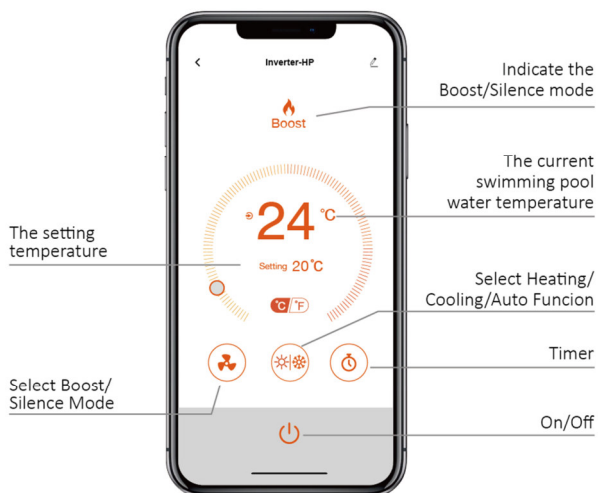 Inverter-HP
Indicate the
Boost/Silence mode
Boost
The current
swimming pool
water temperature
24 °C
The setting
temperature
Setting 20°C
°C/°F
Select Heating/
Cooling/Auto Funcion
Timer
Select Boost/
Silence Mode
On/Off